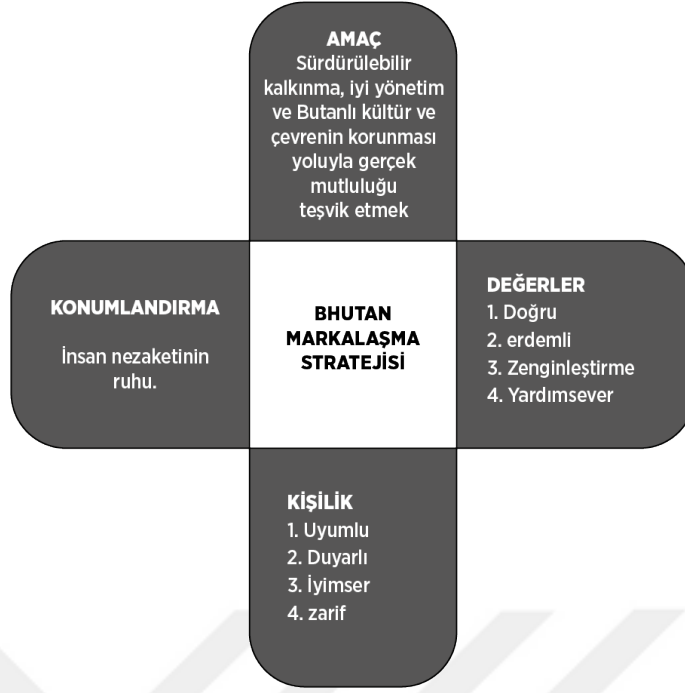 AMAÇ
Sürdürülebilir
kalkınma, iyi yönetim
ve Butanlı kültür ve
çevrenin korunması
yoluyla gerçek
mutluluğu
teşvik etmek
KONUMLANDIRMA
İnsan nezaketinin
ruhu.
BHUTAN
MARKALAŞMA
STRATEJİSİ
DEĞERLER
1. Doğru
2. erdemli
3. Zenginleştirme
4. Yardımsever
KİŞİLİK
1. Uyumlu
2. Duyarlı
3. İyimser
4. zarif